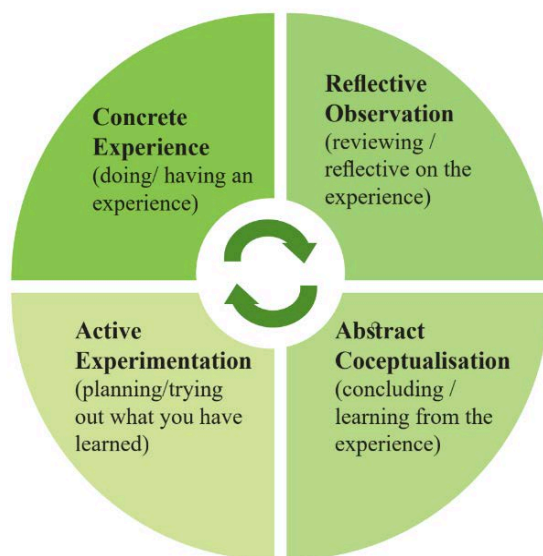 Concrete
Experience
(doing/ having an
experience)
Reflective
Observation
(reviewing /
reflective on the
experience)
Abstract
Coceptualisation
(concluding /
learning from the
experience)
Active
Experimentation
(planning/trying
out what you have
learned)